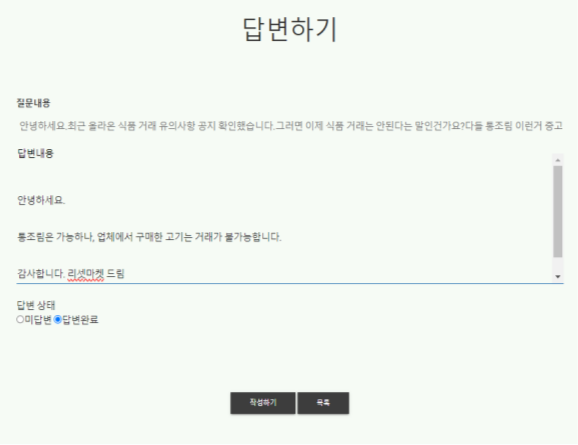 답변하기
질문내용
안녕하세요.최근 올라온 식품 거래 유의사항 공지 확인했습니다.그러면 이제 식품 거래는 안된다는 말인건가요?다들 통조림 이런거 중고
답변내용
안녕하세요.
통조림은 가능하나, 업체에서 구매한 고기는 거래가 불가능합니다.
감사합니다. 리셋마켓 드림
답변 상태
미답변 답변완료
작성하기 목록